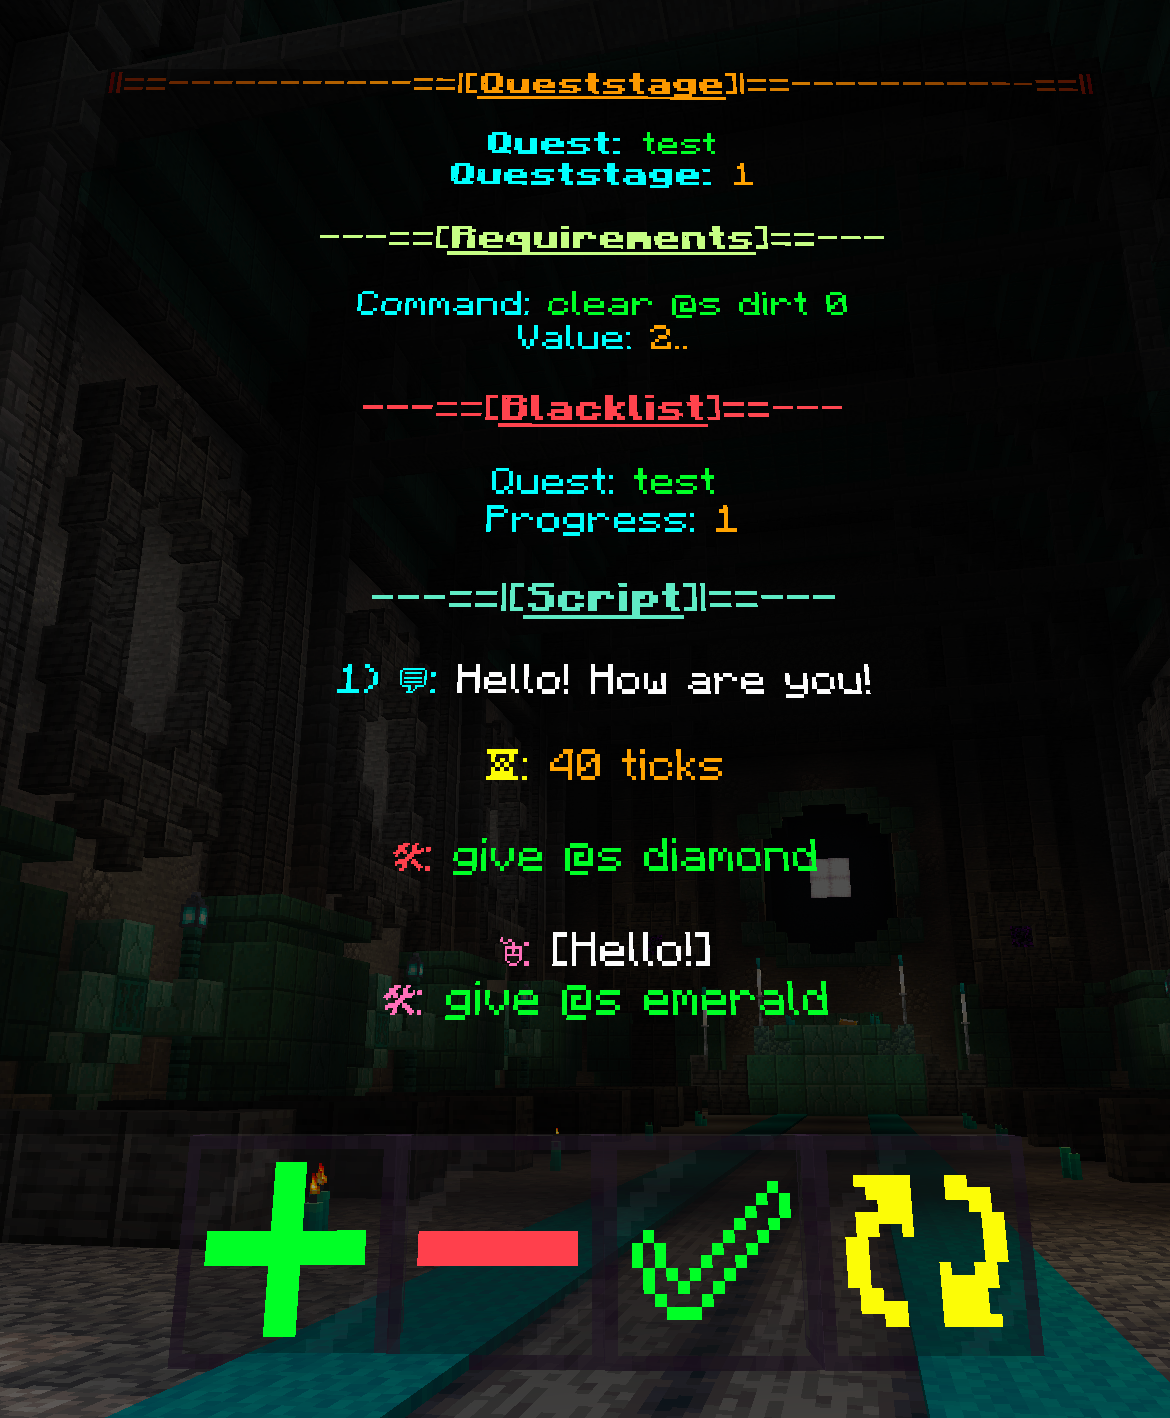 ||==-----------==|[Queststage]|==-----------==||
Quest: test
Queststage: 1
---==[Requirements]==---
Command: clear @s dirt 0
Value: 2..
---==[Blacklist]==---
Quest: test
Progress: 1
---==|[Script]|==---
1) 💬: Hello! How are you!
⌛: 40 ticks
🛠: give @s diamond
🖱: [Hello!]
🛠: give @s emerald